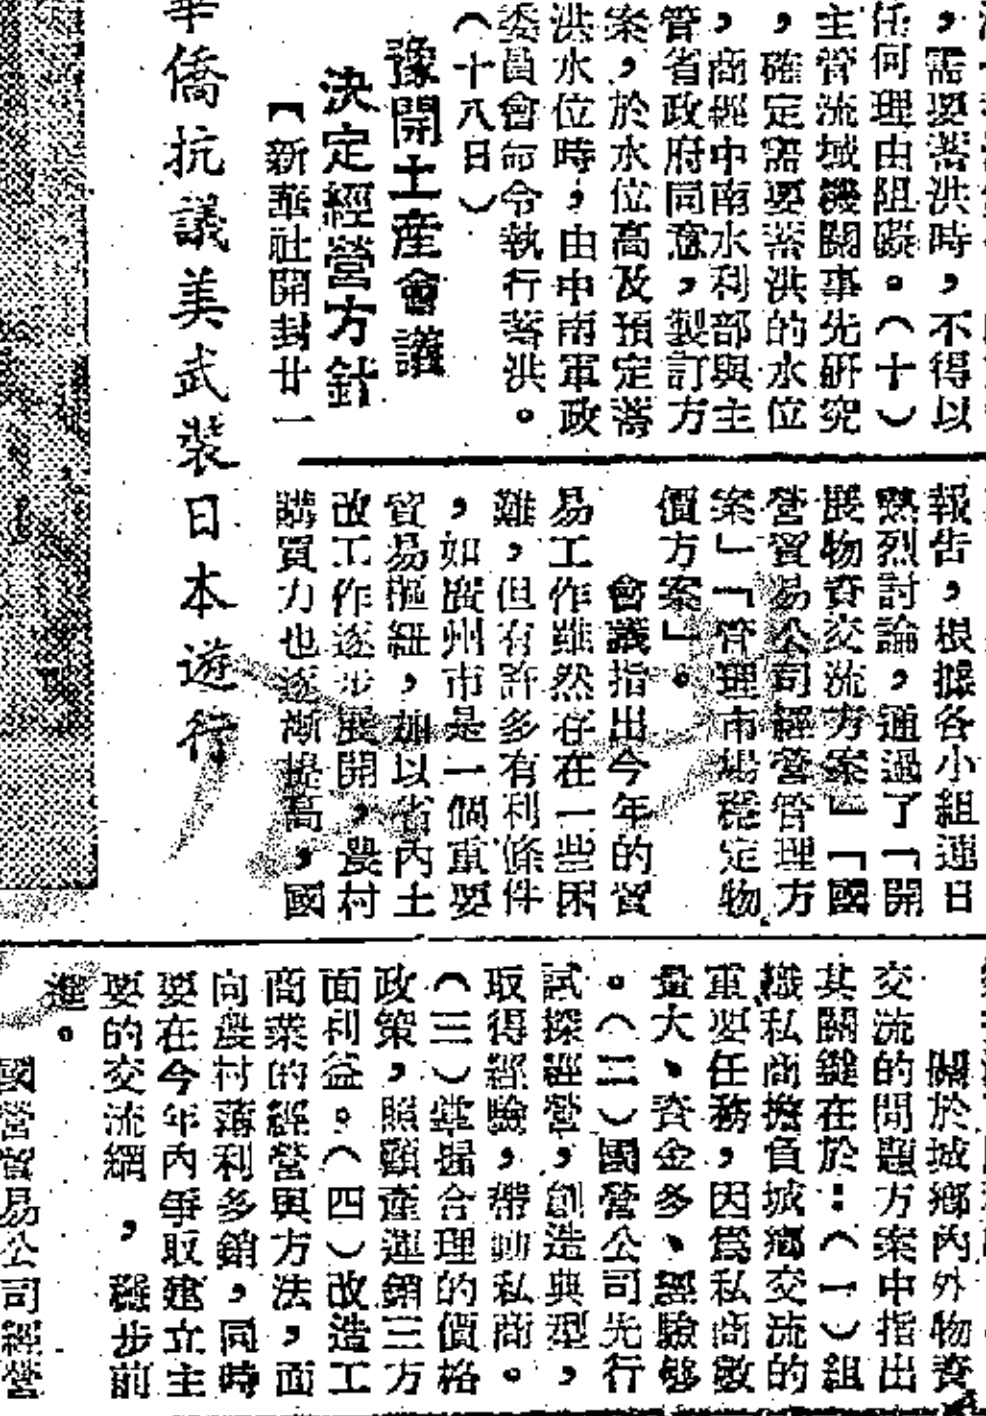 ，需要蓄洪時，不得以
任何理由阻礙。（十）
主管流域機關事先研究
，確定需要蓄洪的水位
，商經中南水利部與主
管省政府同意，製訂方
案，於水位高及預定蓄
洪水位時，由中南軍政
委員會命令執行蓄洪。
（十八日）
豫開土產會議
決定經營方針
【新華社開封廿一
華僑抗議美武裝日本遊行
報告，根據各小組連日
熱烈討論，通過了「開
展物資交流方案」「國
營貿易公司經營管理方
案」「管理市場穩定物
價方案」。
會議指出今年的貿
易工作雖然存在一些困
難，但有許多有利條件
，如廣州市是一個重要
貿易樞紐，加以省內土
改工作逐步展開，農村
購買力也逐漸提高，國
關於城鄉內外物資
交流的問題方案中指出
其關鍵在於：（一）組
織私商擔負城鄉交流的
重要任務，因爲私商數
量大、資金多、經驗够
。（二）國營公司先行
試探經營，創造典型，
取得經驗，帶動私商。
（三）掌握合理的價格
政策，照顧產運銷三方
面利益。（四）改造工
商業的經營與方法，面
向農村薄利多銷，同時
要在今年內爭取建立主
要的交流網，穩步前
進。
國營貿易公司經營